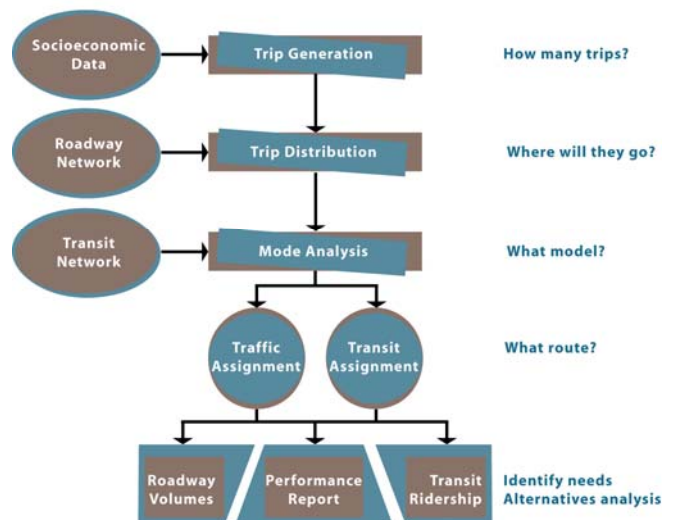 Socioeconomic
Data
Trip Generation
How many trips?
Roadway
Network
Trip Distribution
Where will they go?
Transit
Network
Mode Analysis
What model?
Traffic
Assignment
Transit
Assignment
What route?
Roadway
Volumes
Performance
Report
Transit
Ridership
Identify needs
Alternatives analysis